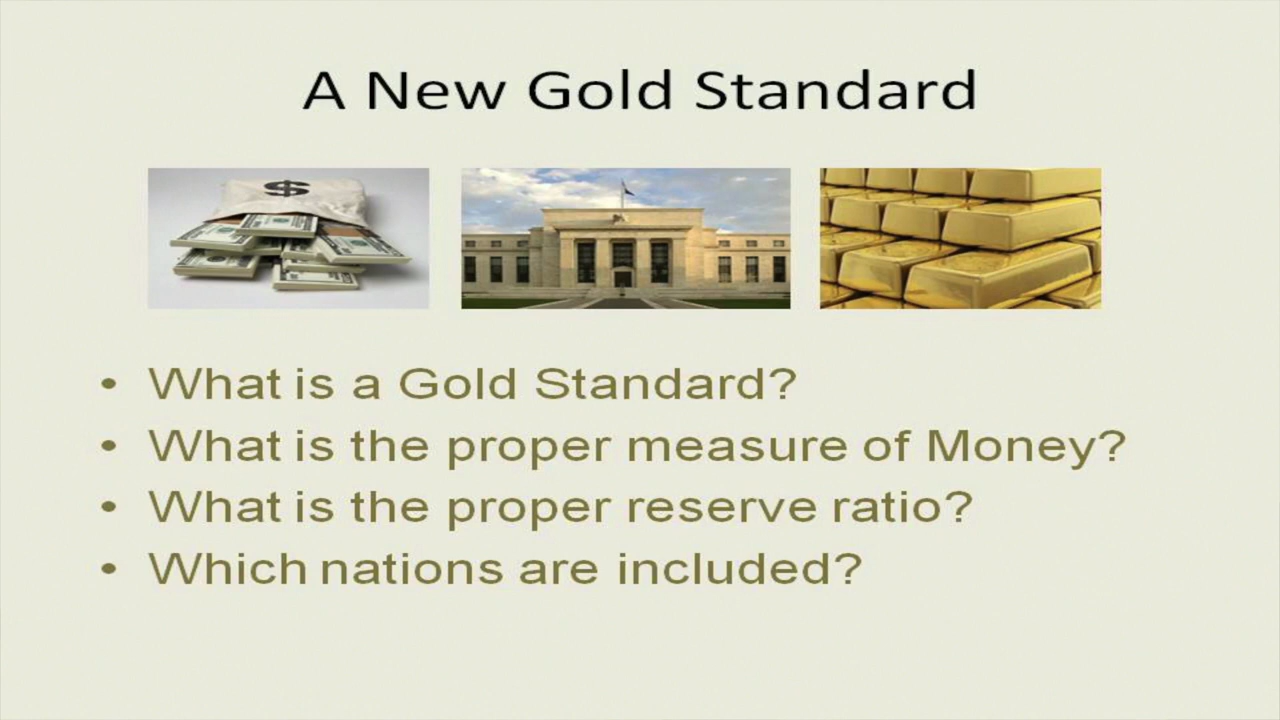 A New Gold Standard
$
• What is a Gold Standard?
• What is the proper measure of Money?
• What is the proper reserve ratio?
• Which nations are included?